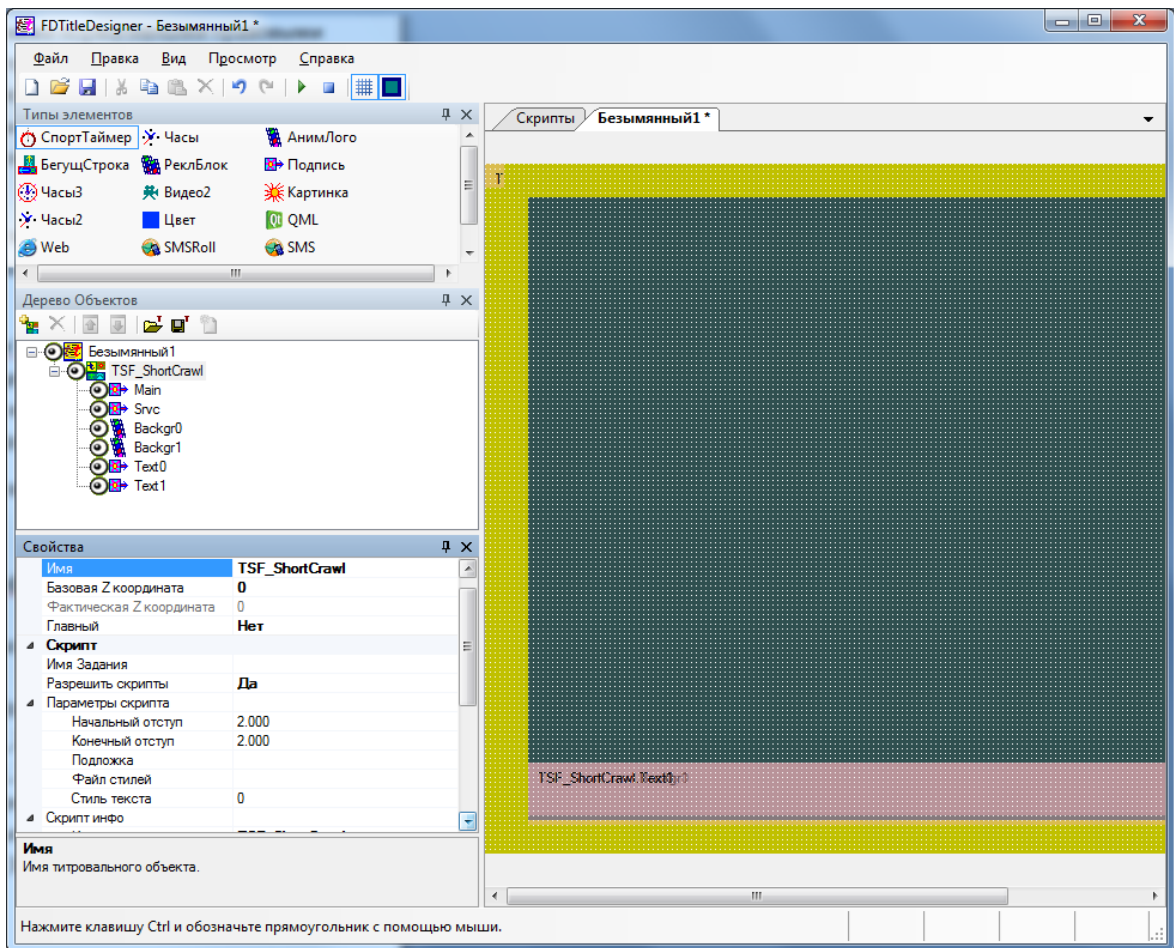 FDTitleDesigner - Безымянный1 *
Файл Правка Вид Просмотр Справка
Типы элементов
СпортТаймер Часы АнимЛого
БегущСтрока РеклБлок Подпись
Часы3 Видео2 Картинка
Часы2 Цвет QML
Web SMSRoll SMS
Дерево Объектов
Безымянный1
TSF_ShortCrawl
Main
Srvc
Backgr0
Backgr1
Text0
Text1
Свойства
Имя TSF_ShortCrawl
Базовая Z координата 0
Фактическая Z координата 0
Главный Нет
Скрипт
Имя Задания
Разрешить скрипты Да
Параметры скрипта
Начальный отступ 2.000
Конечный отступ 2.000
Подложка
Файл стилей
Стиль текста 0
Скрипт инфо
Имя
Имя титровального объекта.
Скрипты Безымянный1 *
T
TSF_ShortCrawl
Нажмите клавишу Ctrl и обозначьте прямоугольник с помощью мыши.